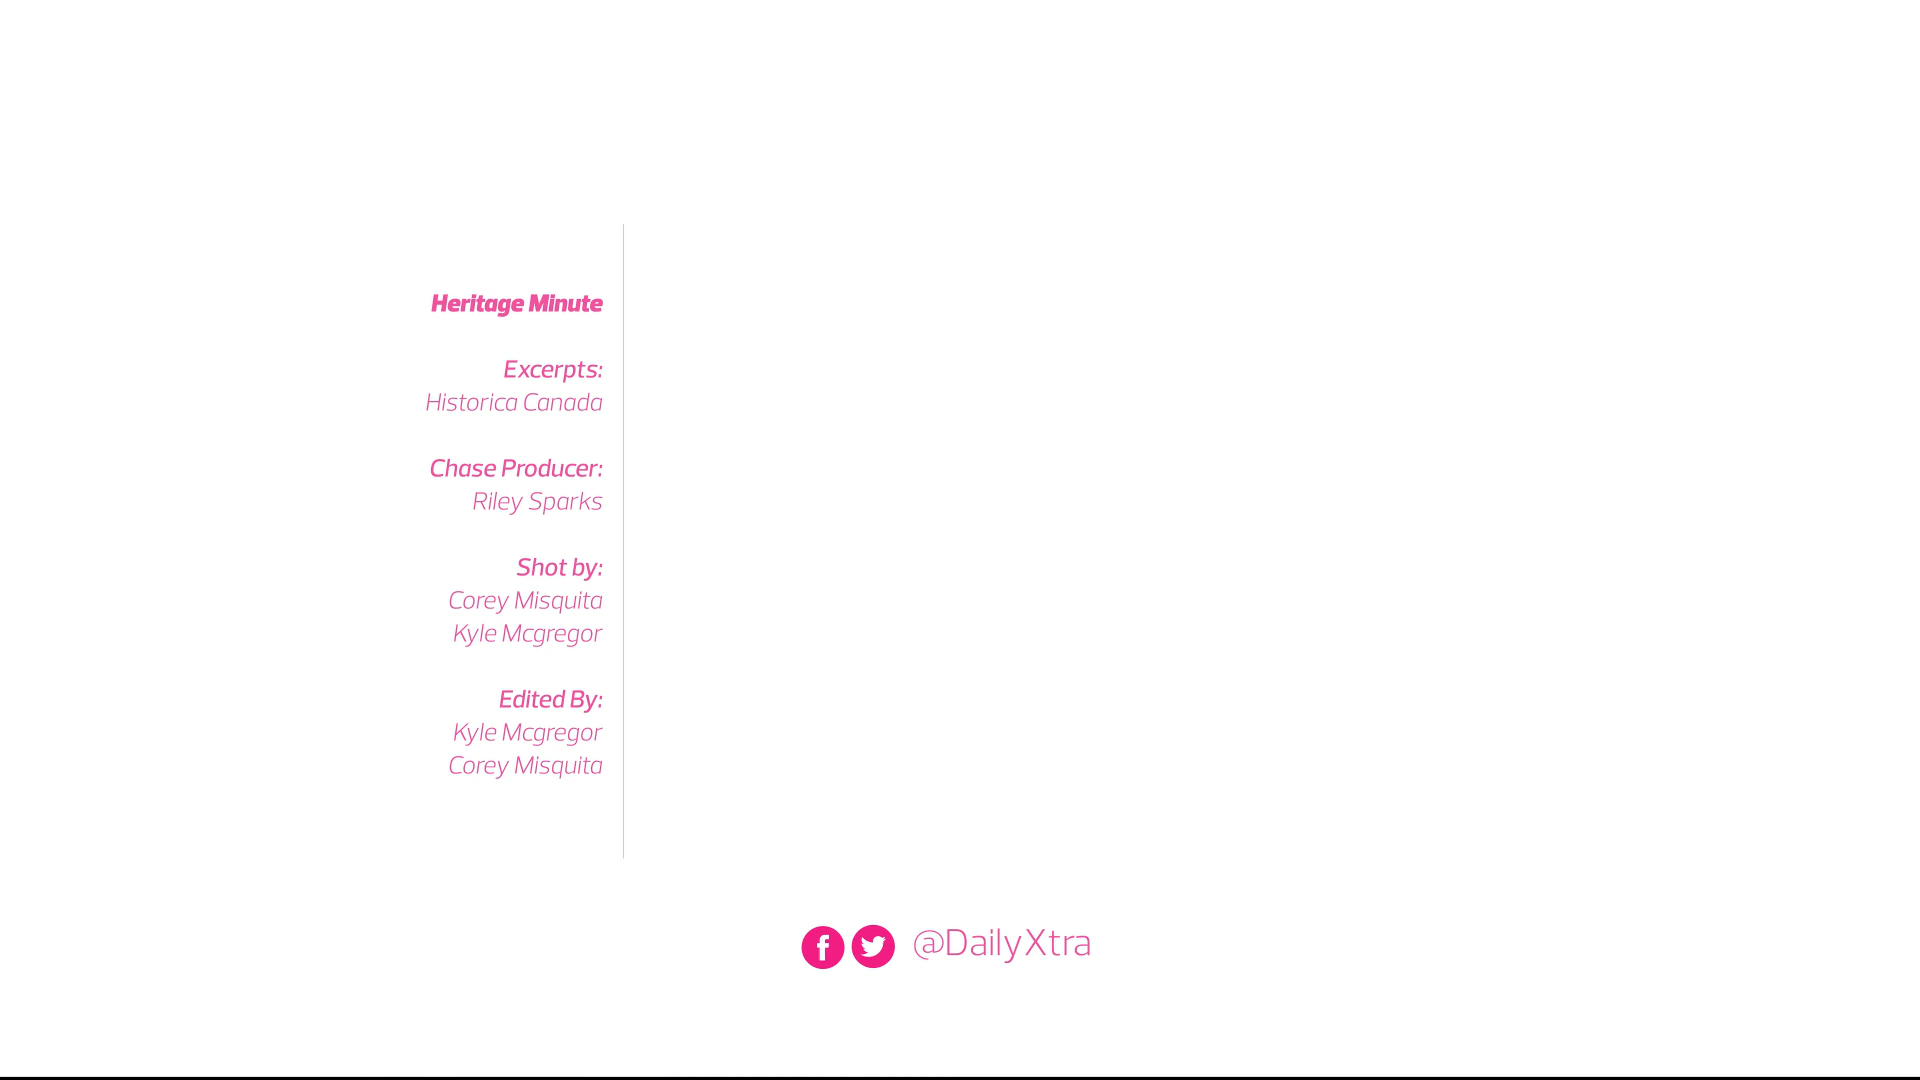 Heritage Minute
Excerpts:
Historica Canada
Chase Producer:
Riley Sparks
Shot by:
Corey Misquita
Kyle Mcgregor
Edited By:
Kyle Mcgregor
Corey Misquita
@DailyXtra